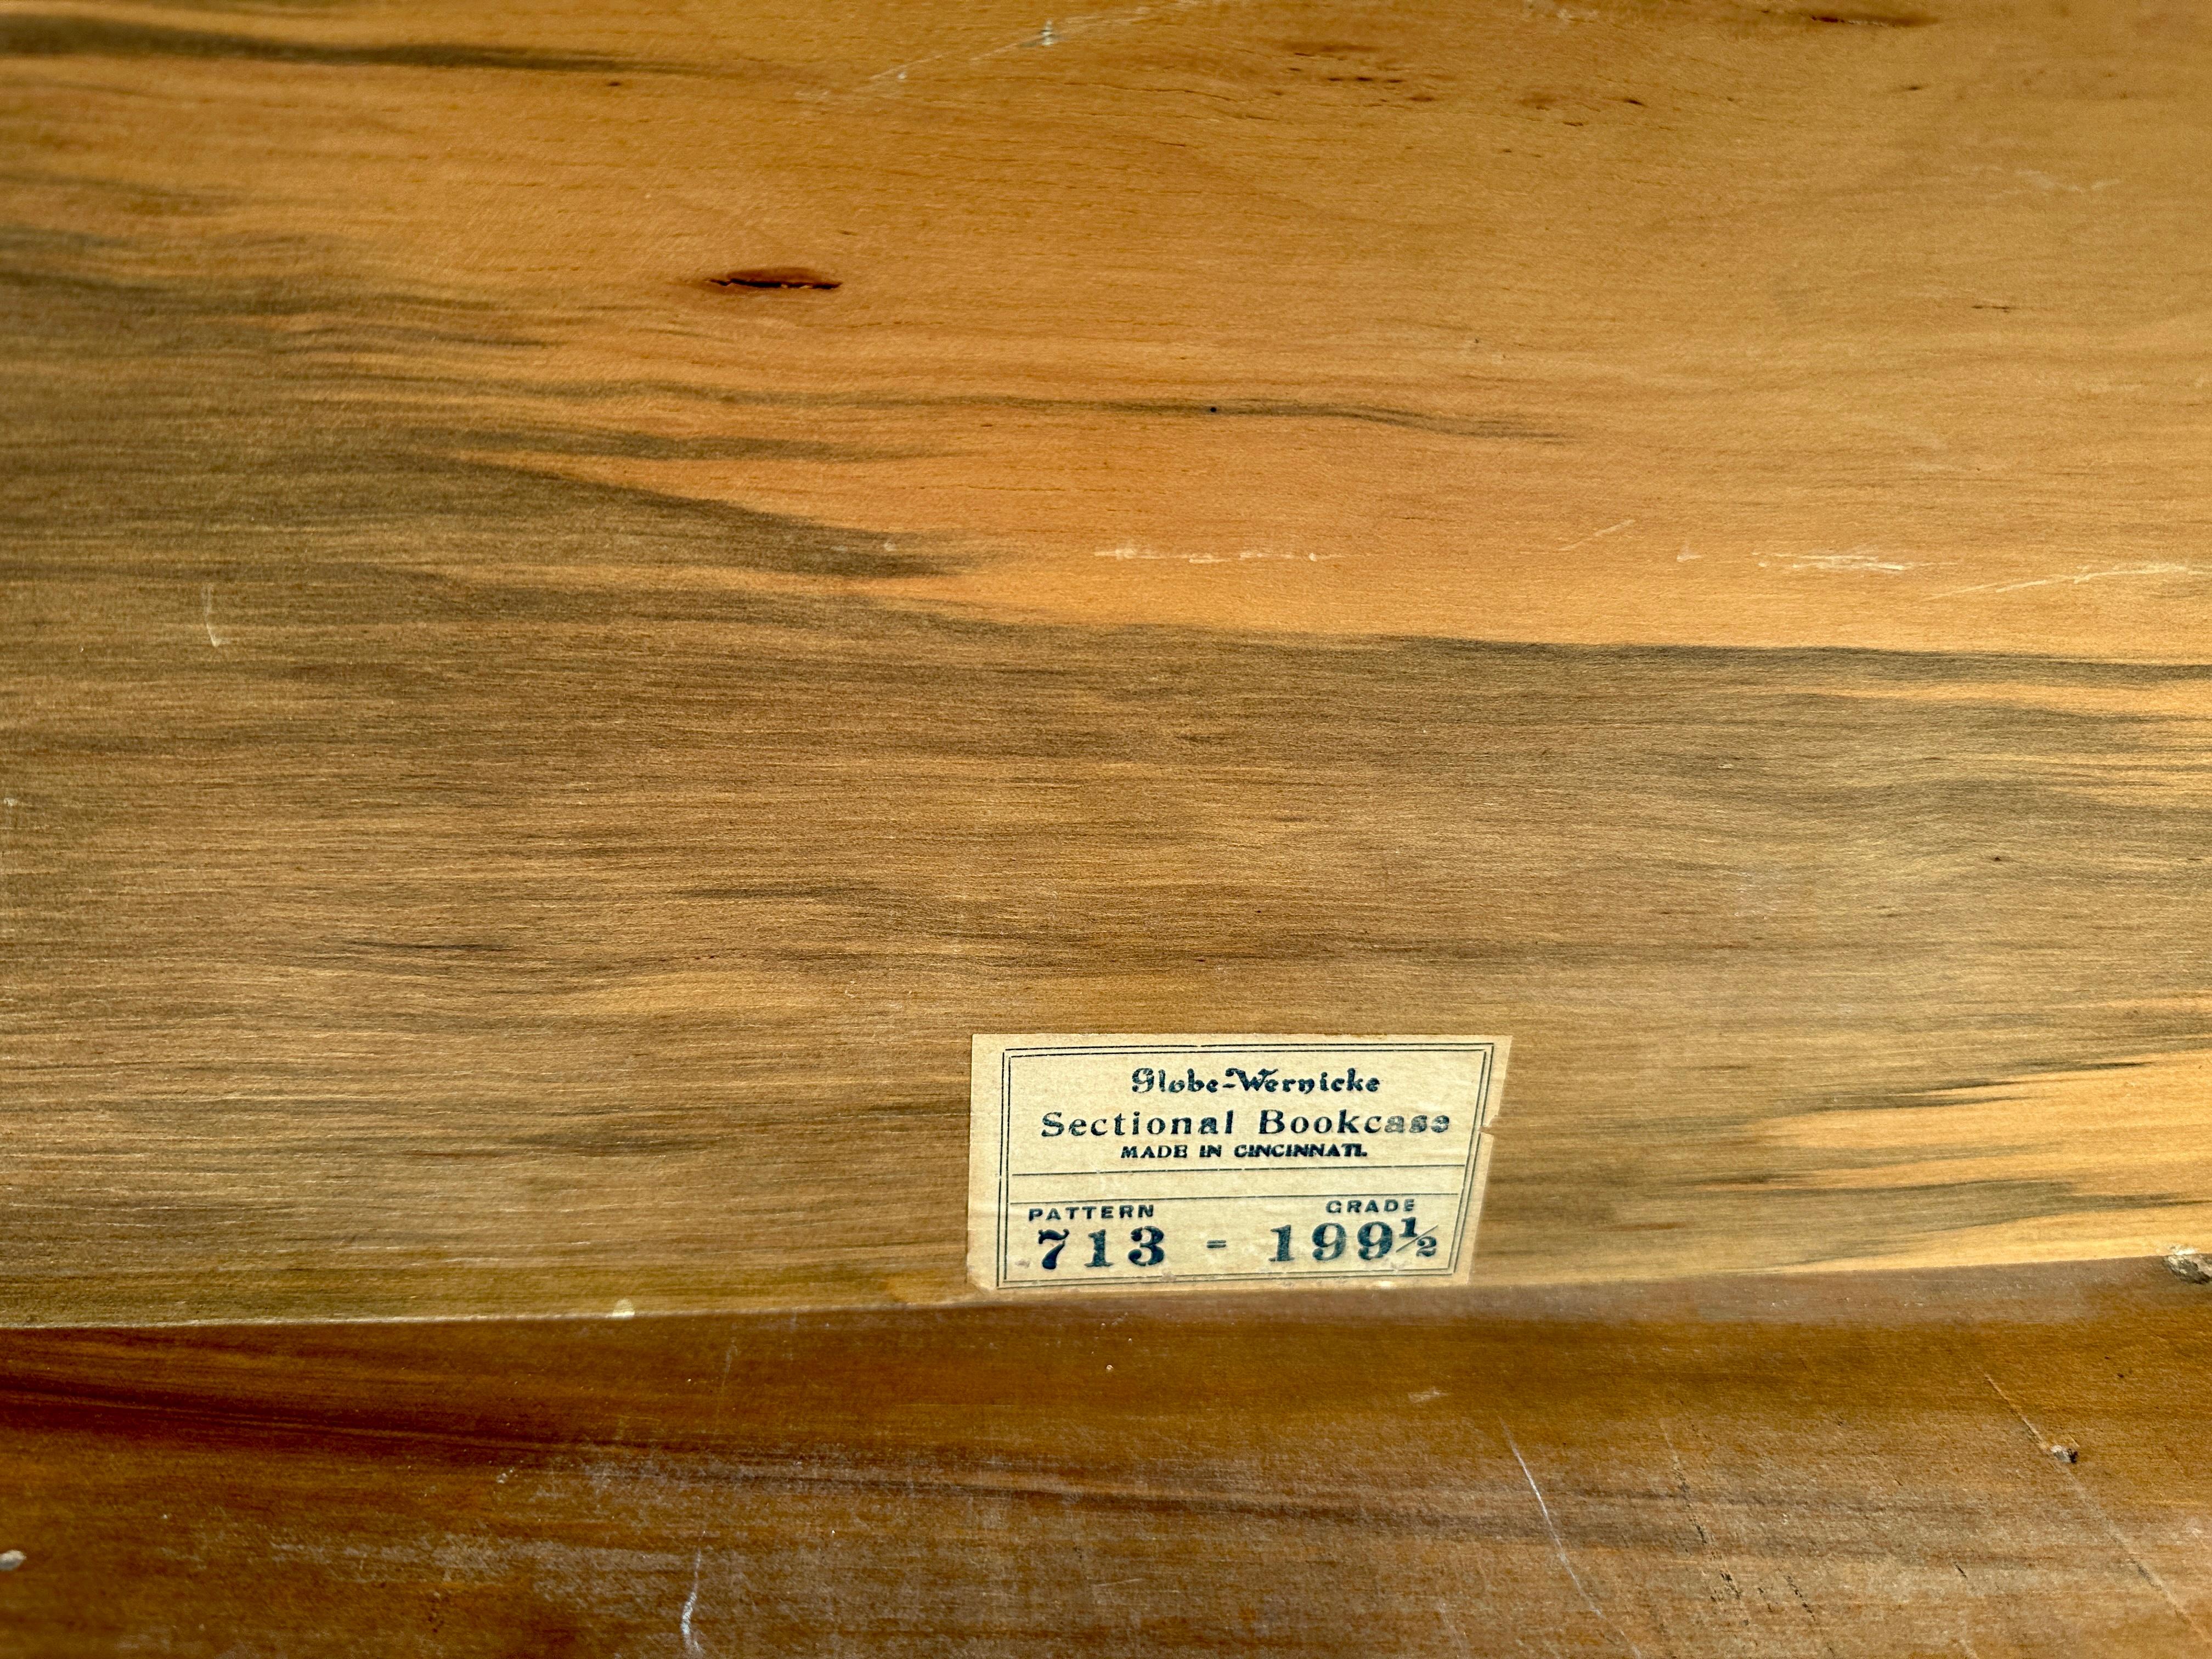 Globe-Wernicke
Sectional Bookcase
MADE IN CINCINNATI.
PATTERN GRADE
713 - 199½